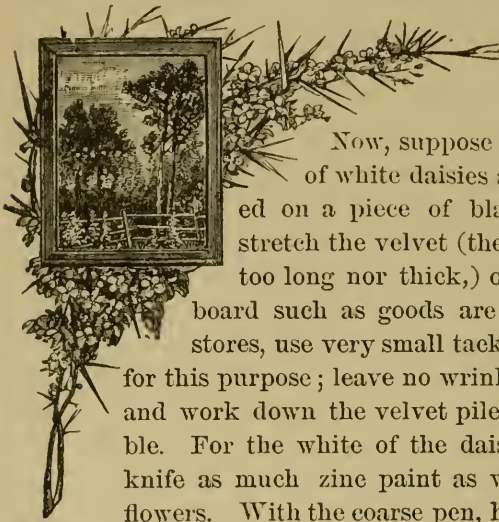 Now, suppose
of white daisies
ed on a piece of bla
stretch the velvet (the
too long nor thick,) o
board such as goods are
stores, use very small tack
for this purpose; leave no wrinl
and work down the velvet pile
ble. For the white of the dais
knife as much zinc paint as w
flowers. With the coarse pen,